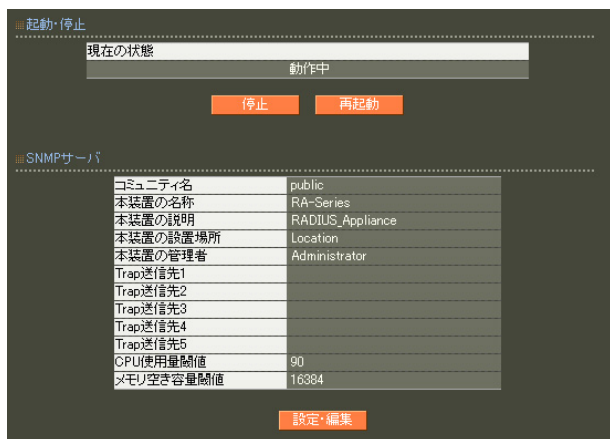 起動・停止
現在の状態
動作中
停止 再起動
SNMPサーバ
コミュニティ名 public
本装置の名称 RA-Series
本装置の説明 RADIUS_Appliance
本装置の設置場所 Location
本装置の管理者 Administrator
Trap送信先1
Trap送信先2
Trap送信先3
Trap送信先4
Trap送信先5
CPU使用量閾値 90
メモリ空き容量閾値 16384
設定・編集